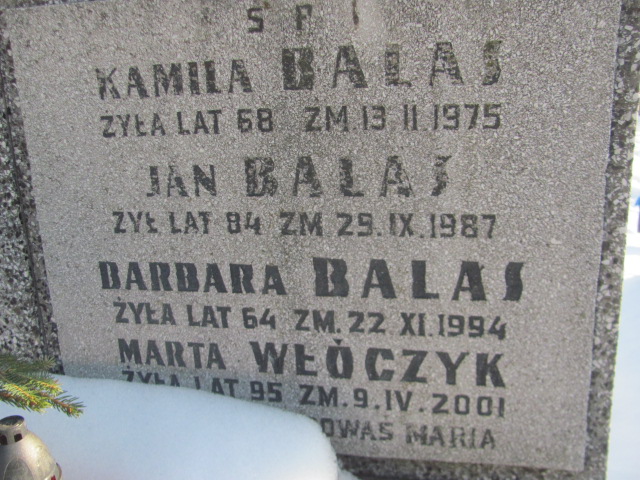 Ś P.
KAMILA BALAS
ŻYŁA LAT 68 ZM.13.II.1975
JAN BALAS
ŻYŁ LAT 84 ZM 29.IX.1987
BARBARA BALAS
ŻYŁA LAT 64 ZM.22 XI.1994
MARTA WŁÓCZYK
ŻYŁA LAT 95 ZM.9.IV.2001
MARIA